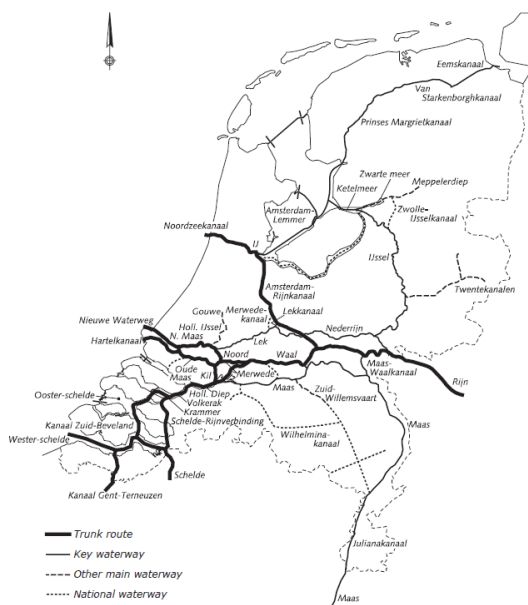 Eemskanaal
Van
Starkenborghkanaal
Prinses Margrietkanaal
Zwarte meer
Meppelerdiep
Ketelmeer
Zwolle-
IJsselkanaal
Amsterdam-
Lemmer
Noordzeekanaal
IJ
IJssel
Amsterdam-
Rijnkanaal
Twentekanalen
Gouwe
Merwede-
kanaal
Lekkanaal
Nieuwe Waterweg
Holl. IJssel
N. Maas
Hartelkanaal
Lek
Nederrijn
Noord
Waal
Oude
Maas
Kil
Merwede
Maas-
Waalkanaal
Rijn
Maas
Zuid-
Willemsvaart
Holl. Diep
Volkerak
Krammer
Schelde-Rijnverbinding
Ooster-schelde
Kanaal Zuid-Beveland
Wester-schelde
Maas
Wilhelmina-
kanaal
Schelde
Kanaal Gent-Terneuzen
Julianakanaal
Maas
Trunk route
Key waterway
Other main waterway
National waterway